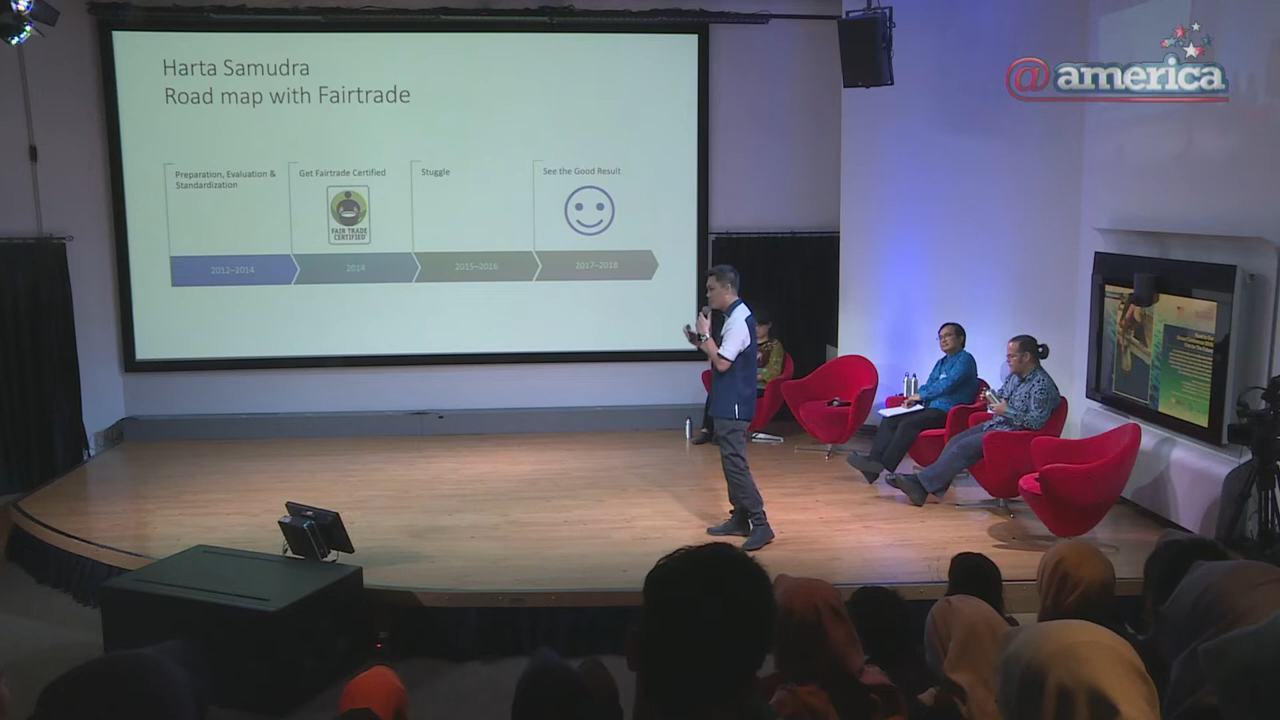 Harta Samudra
Road map with Fairtrade
Preparation, Evaluation &
Standardization
Get Fairtrade Certified
FAIR TRADE
CERTIFIED
Stuggle
See the Good Result
2012–2014
2014
2015–2016
2017–2018
@america